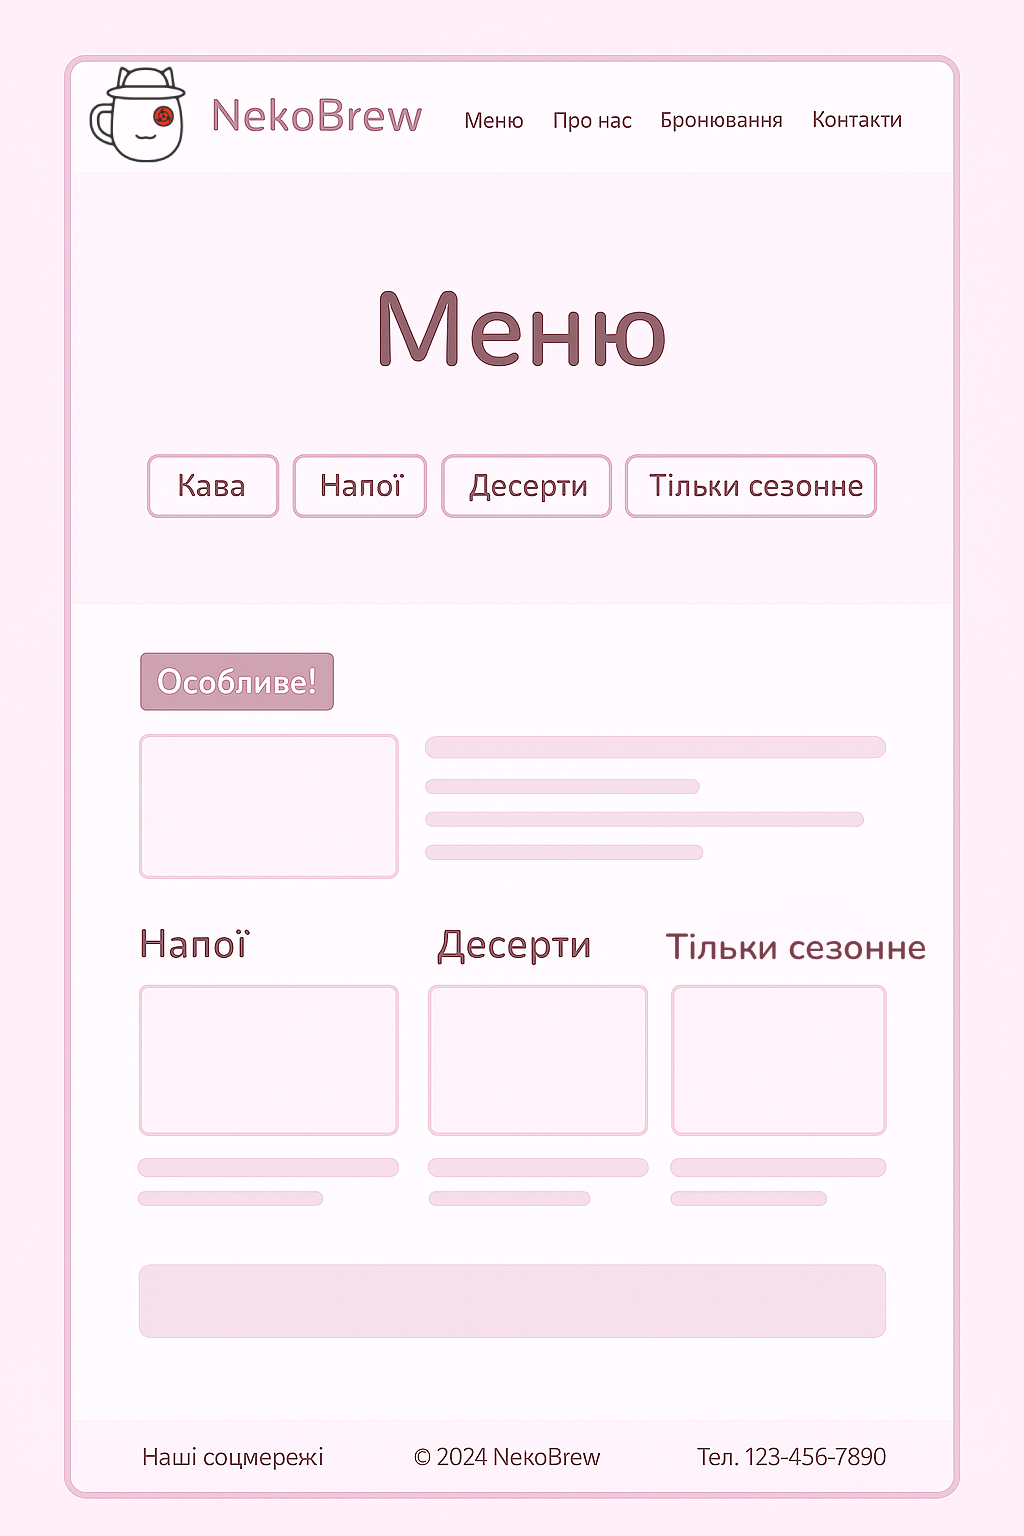 NekoBrew Меню Про нас Бронювання Контакти
Меню
Кава Напої Десерти Тільки сезонне
Особливе!
Напої Десерти Тільки сезонне
Наші соцмережі © 2024 NekoBrew Тел. 123-456-7890